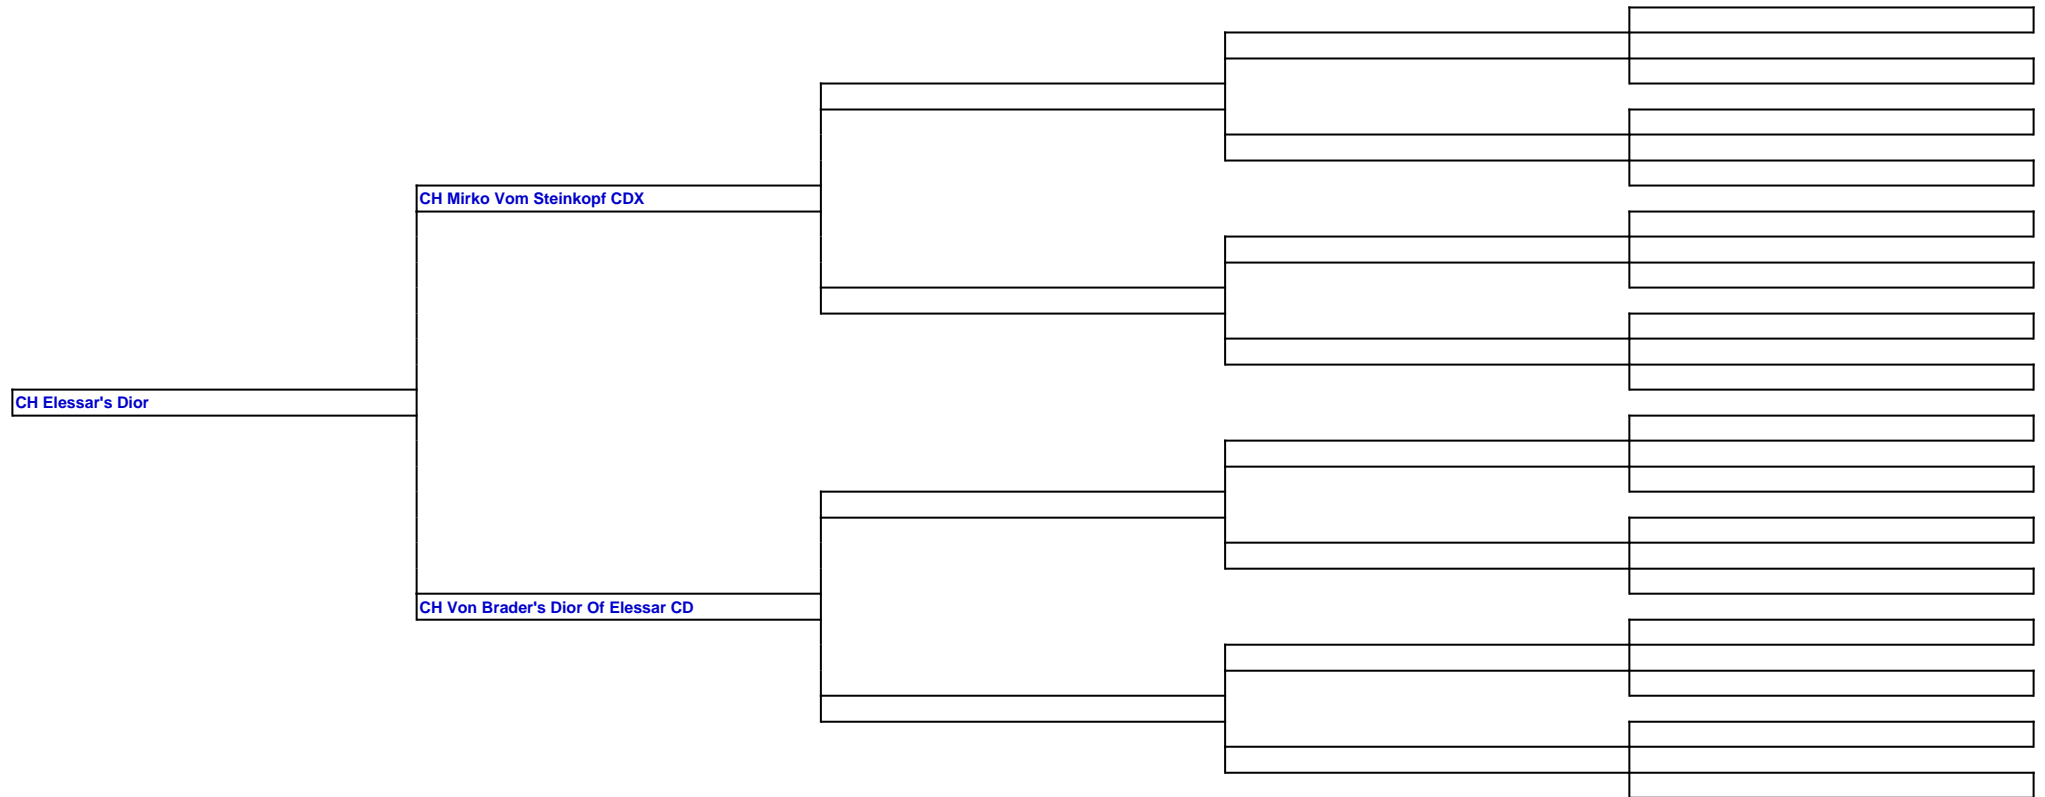 CH Mirko Vom Steinkopf CDX
CH Elessar's Dior
CH Von Brader's Dior Of Elessar CD